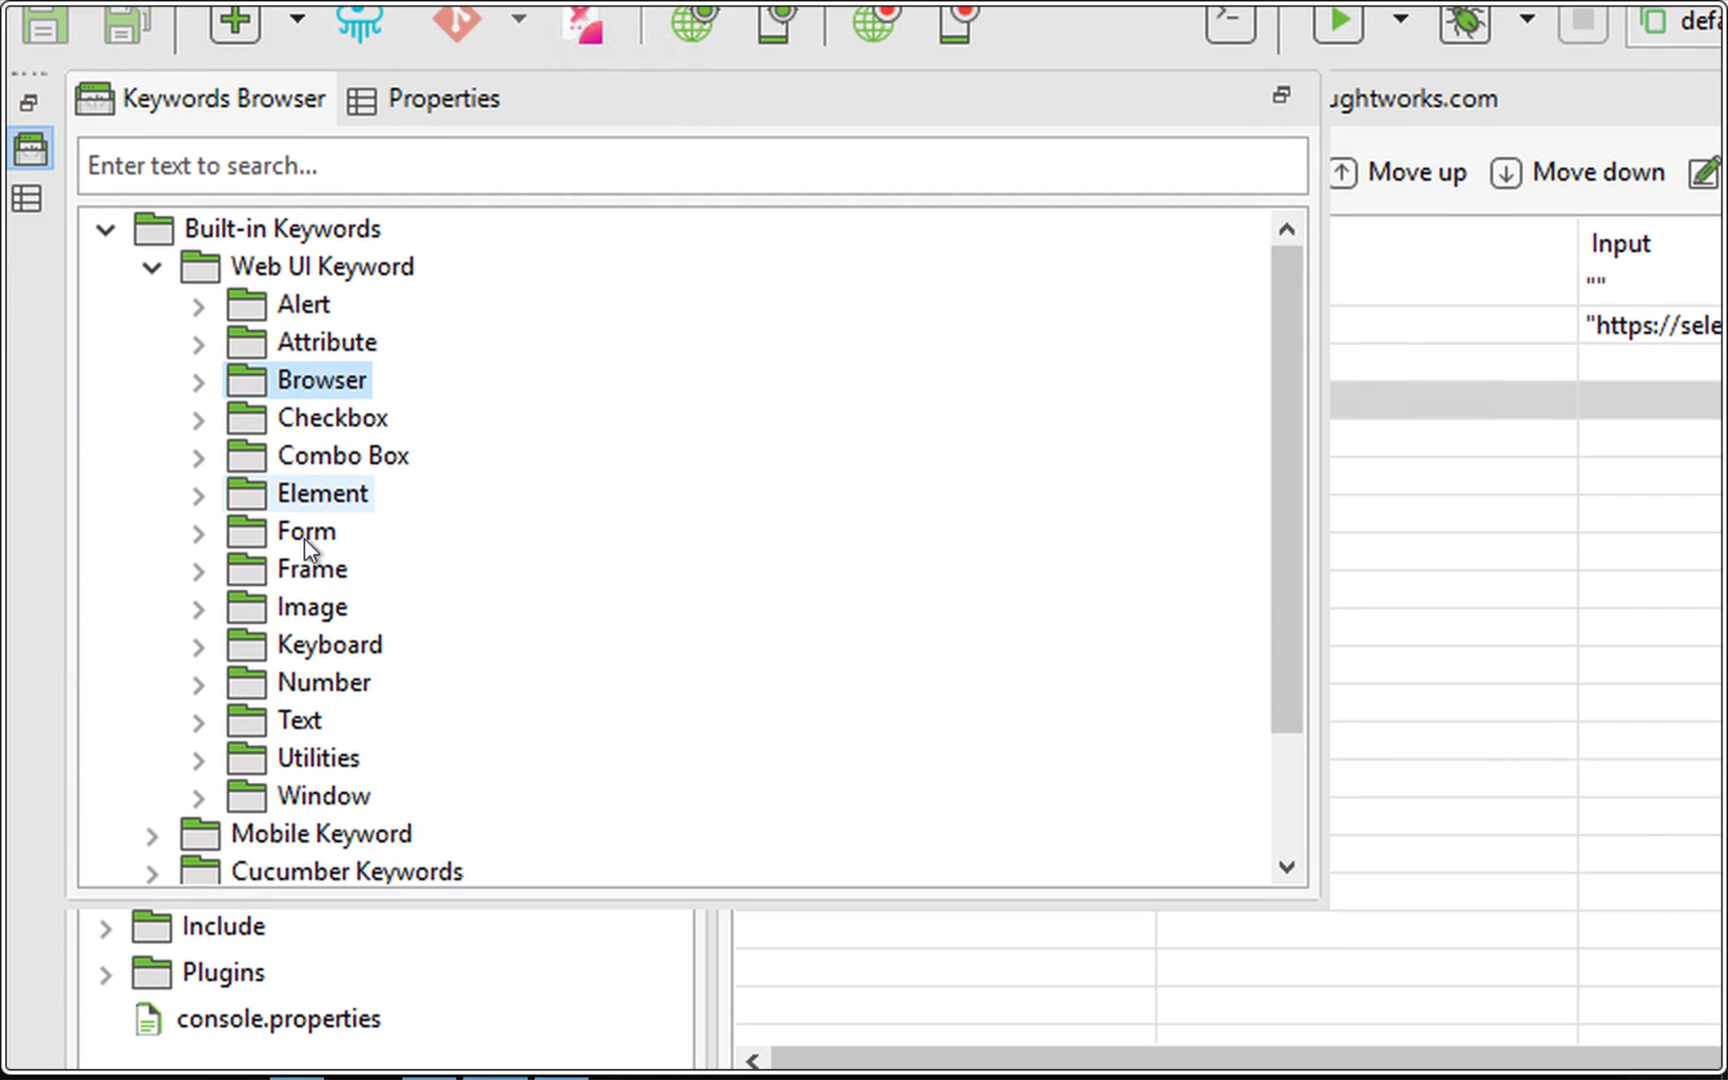 defa
Keywords Browser
Properties
ughtworks.com
Enter text to search...
Move up
Move down
Built-in Keywords
Web UI Keyword
Input
Alert
""
Attribute
"https://sele
Browser
Checkbox
Combo Box
Element
Form
Frame
Image
Keyboard
Number
Text
Utilities
Window
Mobile Keyword
Cucumber Keywords
Include
Plugins
console.properties